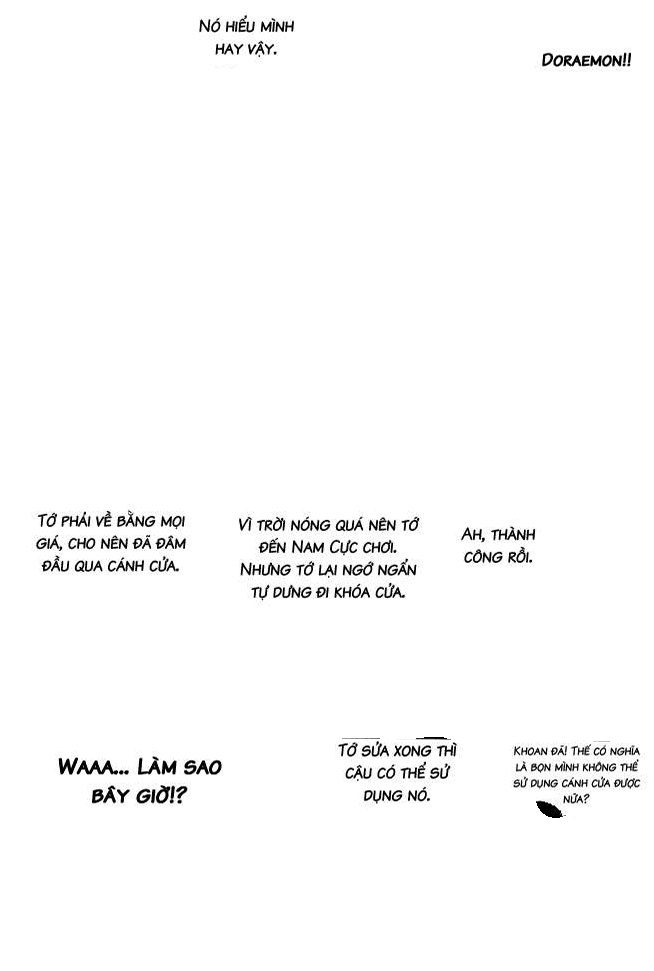 Doraemon!!
Nó hiểu mình
hay vậy.
Ah, thành
công rồi.
Vì trời nóng quá nên tớ
đến Nam Cực chơi.
Nhưng tớ lại ngớ ngẩn
tự dưng đi khóa cửa.
Tớ phải về bằng mọi
giá, cho nên đã đâm
đầu qua cánh cửa.
Khoan đã! Thế có nghĩa
là bọn mình không thể
sử dụng cánh cửa được
nữa?
Tớ sửa xong thì
cậu có thể sử
dụng nó.
Waaa... Làm sao
bây giờ!?